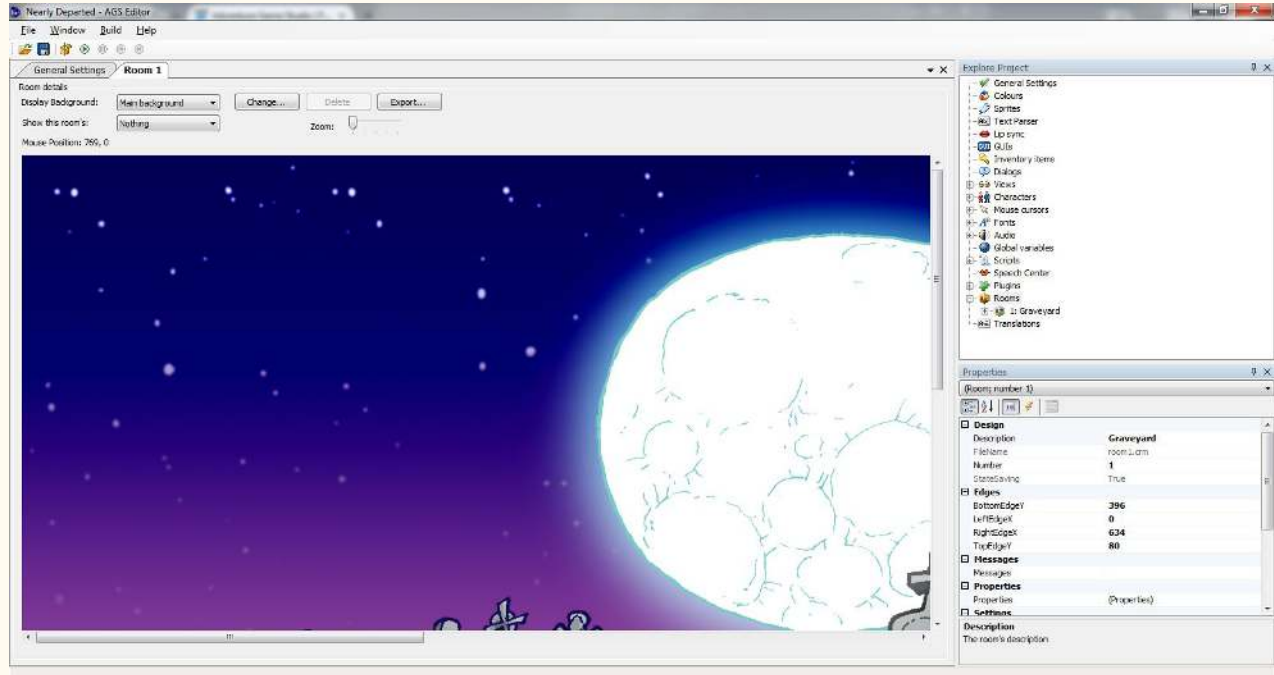 Nearly Departed - AGS Editor
File Window Build Help
General Settings Room 1
Room details
Display Background: Main background Change... Delete Export...
Show this room's: Nothing Zoom:
Mouse Position: 769, 0
Explore Project
General Settings
Colours
Sprites
Text Parser
Lip sync
GUI GUIs
Inventory items
Dialogs
Views
Characters
Mouse cursors
Fonts
Audio
Global variables
Scripts
Speech Center
Plugins
Rooms
1: Graveyard
Translations
Properties
(Room; number 1)
Design
Description Graveyard
FileName room1.crm
Number 1
StateSaving True
Edges
BottomEdgeY 396
LeftEdgeX 0
RightEdgeX 634
TopEdgeY 80
Messages
Messages
Properties
Properties (Properties)
Settings
Description
The room's description